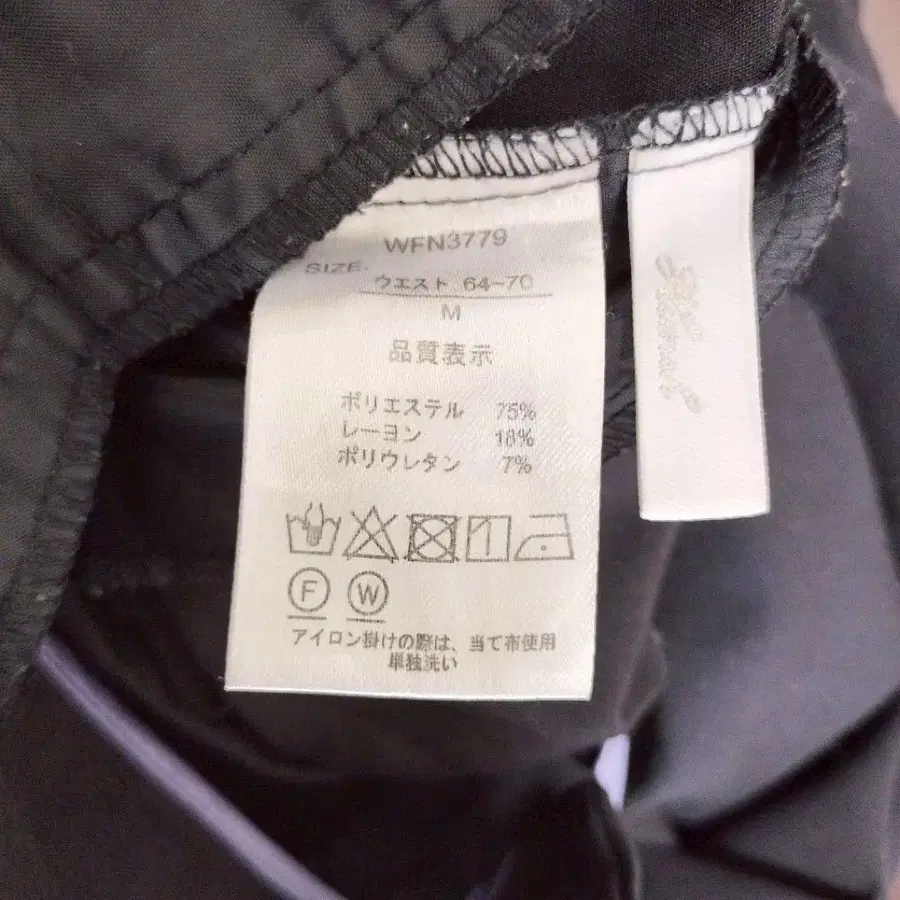 WFN3779
SIZE.
ウエスト 64~70
M
品質表示
ポリエステル 75%
レーヨン 18%
ポリウレタン 7%
F W
アイロン掛けの際は、当て布使用
単独洗い